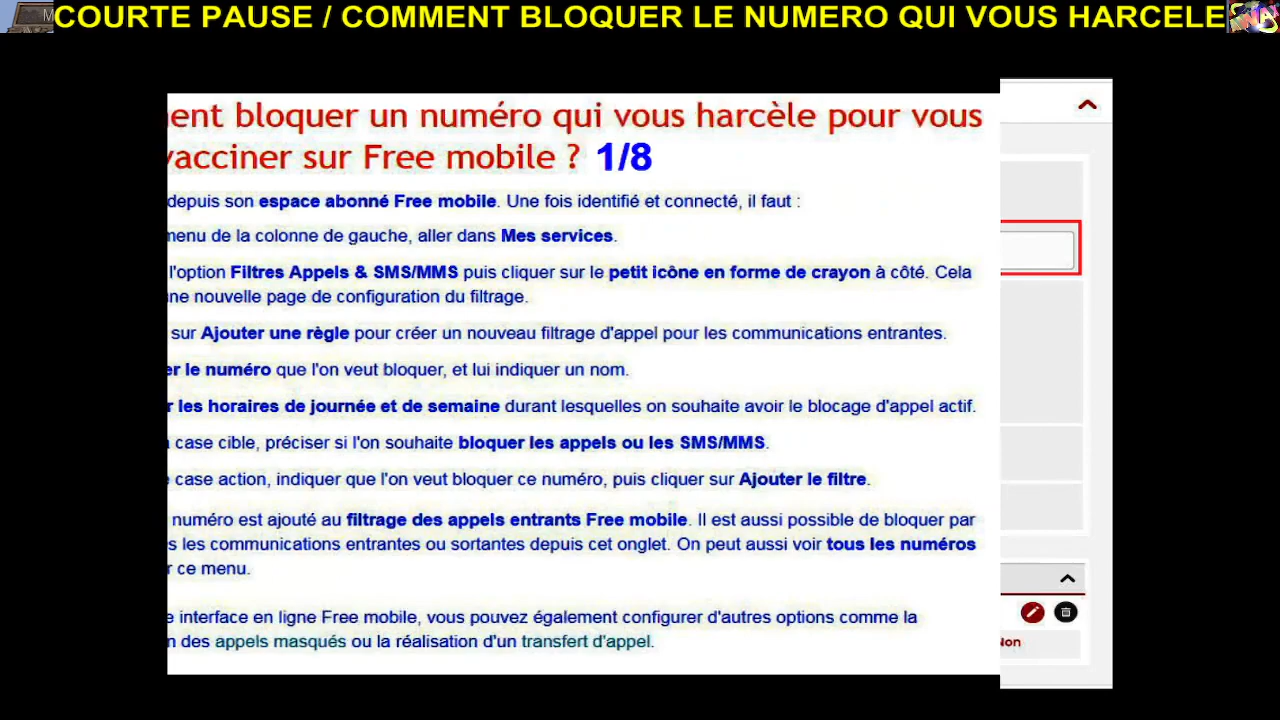 COURTE PAUSE / COMMENT BLOQUER LE NUMERO QUI VOUS HARCELE
ent bloquer un numéro qui vous harcèle pour vous
vacciner sur Free mobile ? 1/8
depuis son espace abonné Free mobile. Une fois identifié et connecté, il faut :
menu de la colonne de gauche, aller dans Mes services.
l'option Filtres Appels & SMS/MMS puis cliquer sur le petit icône en forme de crayon à côté. Cela
une nouvelle page de configuration du filtrage.
sur Ajouter une règle pour créer un nouveau filtrage d'appel pour les communications entrantes.
er le numéro que l'on veut bloquer, et lui indiquer un nom.
r les horaires de journée et de semaine durant lesquelles on souhaite avoir le blocage d'appel actif.
case cible, préciser si l'on souhaite bloquer les appels ou les SMS/MMS.
case action, indiquer que l'on veut bloquer ce numéro, puis cliquer sur Ajouter le filtre.
numéro est ajouté au filtrage des appels entrants Free mobile. Il est aussi possible de bloquer par
s les communications entrantes ou sortantes depuis cet onglet. On peut aussi voir tous les numéros
r ce menu.
e interface en ligne Free mobile, vous pouvez également configurer d'autres options comme la
n des appels masqués ou la réalisation d'un transfert d'appel.
Non